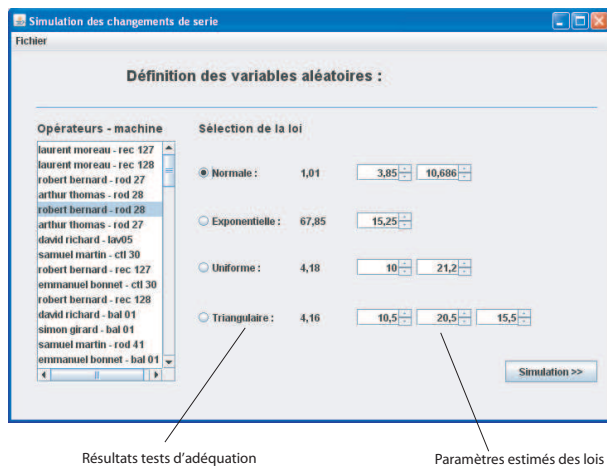 Simulation des changements de serie
Fichier
Définition des variables aléatoires :
Opérateurs - machine
Sélection de la loi
laurent moreau - rec 127
laurent moreau - rec 128
robert bernard - rod 27
arthur thomas - rod 28
robert bernard - rod 28
arthur thomas - rod 27
david richard - lav05
samuel martin - ctl 30
robert bernard - rec 127
emmanuel bonnet - ctl 30
robert bernard - rec 128
david richard - bal 01
simon girard - bal 01
samuel martin - rod 41
emmanuel bonnet - bal 01
Normale : 1,01 3,85 10,686
Exponentielle : 67,85 15,25
Uniforme : 4,18 10 21,2
Triangulaire : 4,16 10,5 20,5 15,5
Simulation >>
Résultats tests d'adéquation
Paramètres estimés des lois